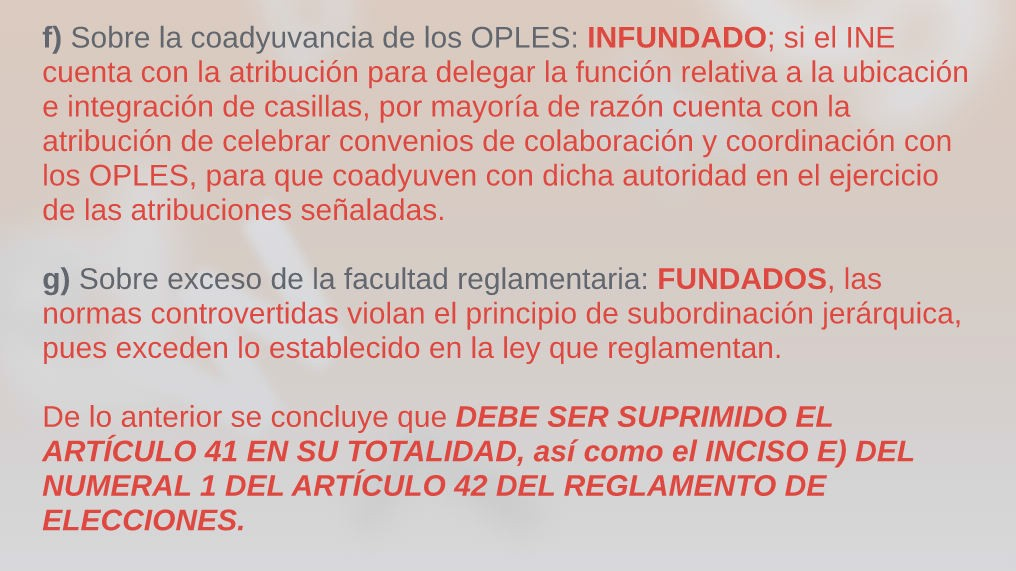 f) Sobre la coadyuvancia de los OPLES: INFUNDADO; si el INE
cuenta con la atribución para delegar la función relativa a la ubicación
e integración de casillas, por mayoría de razón cuenta con la
atribución de celebrar convenios de colaboración y coordinación con
los OPLES, para que coadyuven con dicha autoridad en el ejercicio
de las atribuciones señaladas.
g) Sobre exceso de la facultad reglamentaria: FUNDADOS, las
normas controvertidas violan el principio de subordinación jerárquica,
pues exceden lo establecido en la ley que reglamentan.
De lo anterior se concluye que DEBE SER SUPRIMIDO EL
ARTÍCULO 41 EN SU TOTALIDAD, así como el INCISO E) DEL
NUMERAL 1 DEL ARTÍCULO 42 DEL REGLAMENTO DE
ELECCIONES.